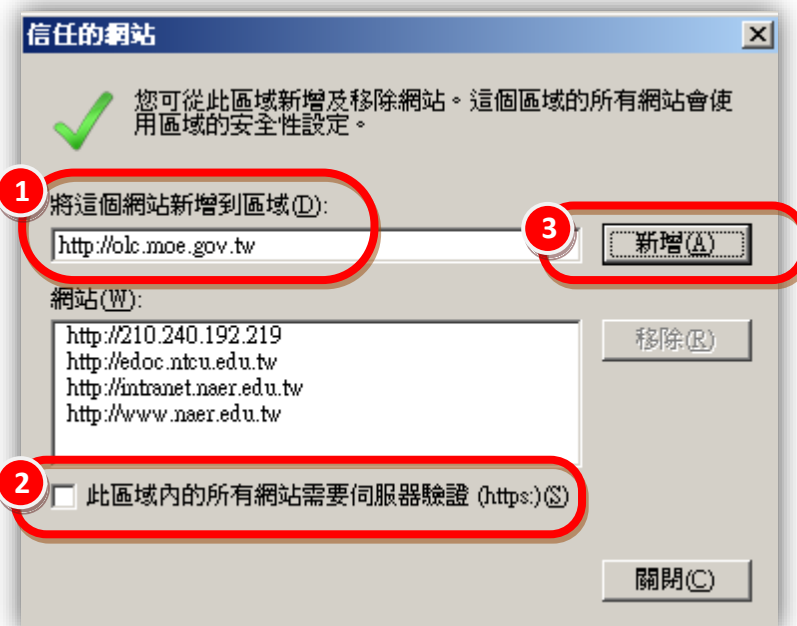 信任的網站
您可從此區域新增及移除網站。這個區域的所有網站會使
用區域的安全性設定。
1
將這個網站新增到區域(D):
3
http://olc.moe.gov.tw
新增(A)
網站(W):
http://210.240.192.219
移除(R)
http://edoc.ntcu.edu.tw
http://intranet.naer.edu.tw
http://www.naer.edu.tw
2
此區域內的所有網站需要伺服器驗證 (https:)(S)
關閉(C)